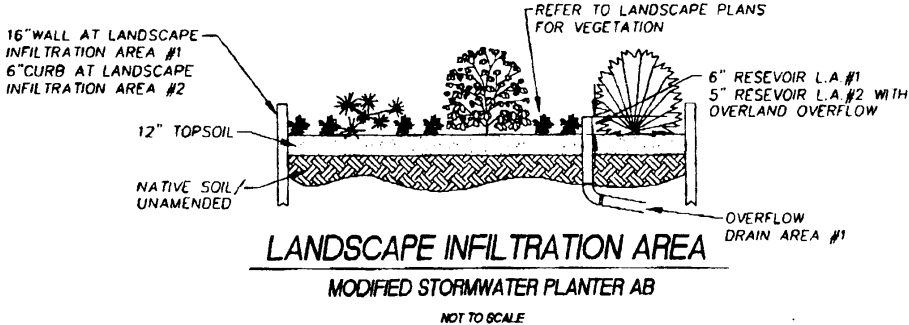 16" WALL AT LANDSCAPE
INFILTRATION AREA #1
6" CURB AT LANDSCAPE
INFILTRATION AREA #2
12" TOPSOIL
NATIVE SOIL/
UNAMENDED
REFER TO LANDSCAPE PLANS
FOR VEGETATION
6" RESEVOIR L.A.#1
5" RESEVOIR L.A.#2 WITH
OVERLAND OVERFLOW
OVERFLOW
DRAIN AREA #1
LANDSCAPE INFILTRATION AREA
MODIFIED STORMWATER PLANTER AB
NOT TO SCALE